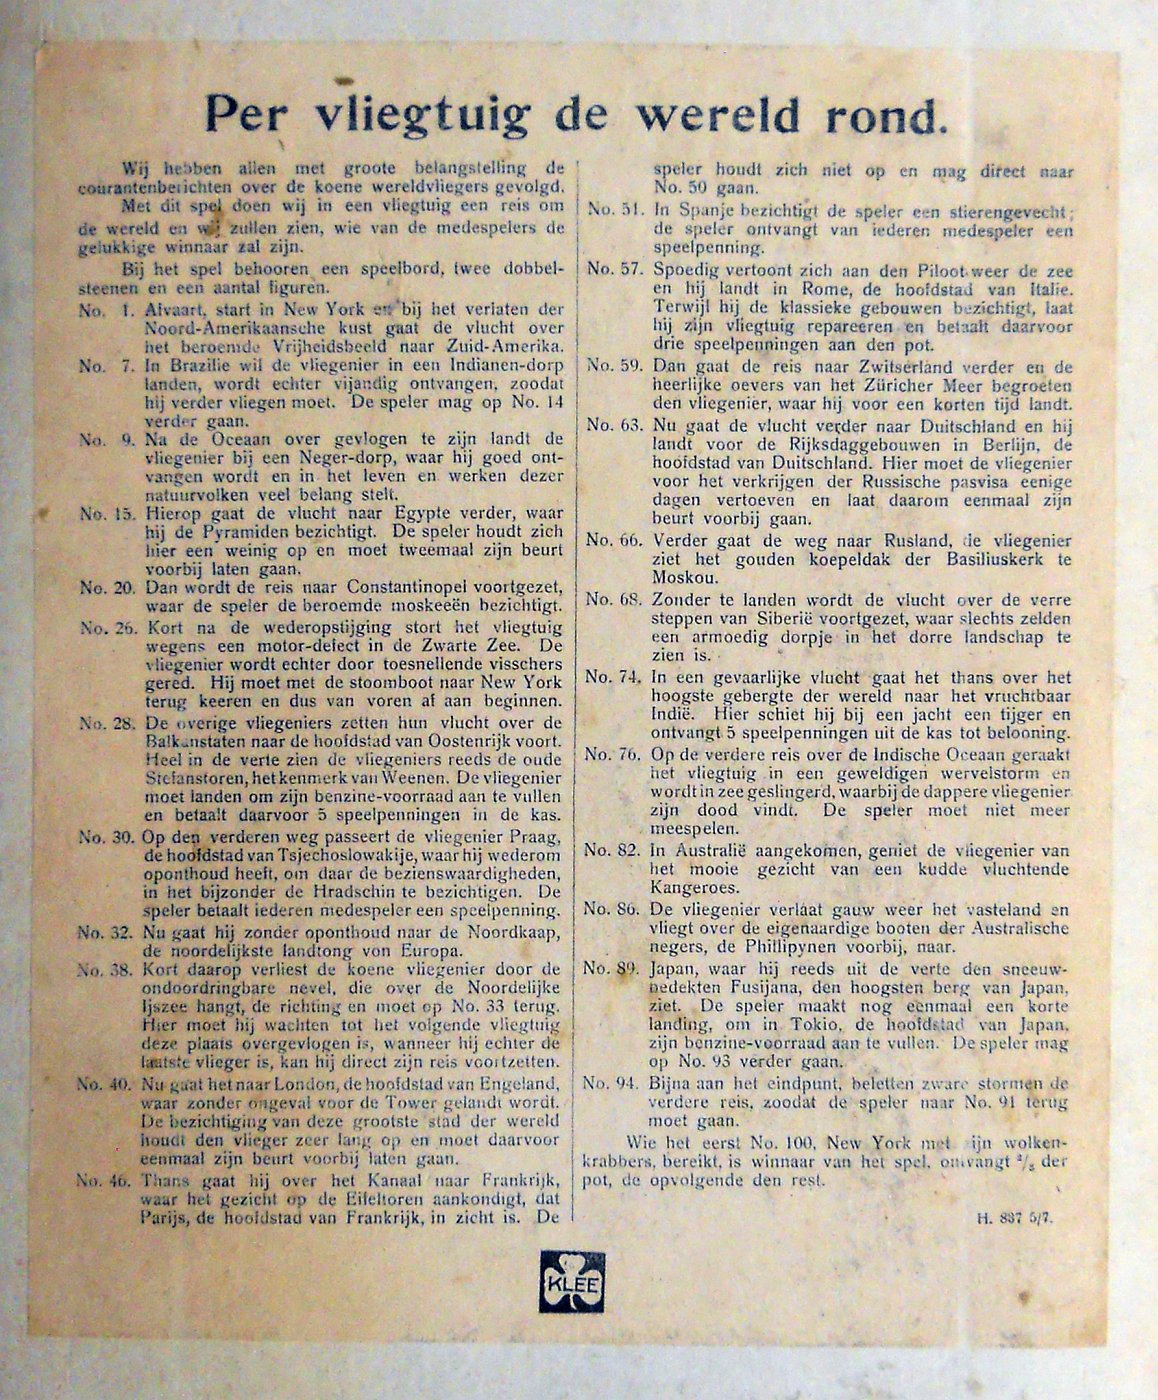 Per vliegtuig de wereld rond.
Wij hebben allen met groote belangstelling de
courantenberichten over de koene wereldvliegers gevolgd.
Met dit spel doen wij in een vliegtuig een reis om
de wereld en wij zullen zien, wie van de medespelers de
gelukkige winnaar zal zijn.
Bij het spel behooren een speelbord, twee dobbel-
steenen en een aantal figuren.
No. 1. Afvaart, start in New York en bij het verlaten der
Noord-Amerikaansche kust gaat de vlucht over
het beroemde Vrijheidsbeeld naar Zuid-Amerika.
No. 7. In Brazilie wil de vliegenier in een Indianen-dorp
landen, wordt echter vijandig ontvangen, zoodat
hij verder vliegen moet. De speler mag op No. 14
verder gaan.
No. 9. Na de Oceaan over gevlogen te zijn landt de
vliegenier bij een Neger-dorp, waar hij goed ont-
vangen wordt en in het leven en werken dezer
natuurvolken veel belang stelt.
No. 15. Hierop gaat de vlucht naar Egypte verder, waar
hij de Pyramiden bezichtigt. De speler houdt zich
hier een weinig op en moet tweemaal zijn beurt
voorbij laten gaan.
No. 20. Dan wordt de reis naar Constantinopel voortgezet,
waar de speler de beroemde moskeeën bezichtigt.
No. 26. Kort na de wederopstijging stort het vliegtuig
wegens een motor-defect in de Zwarte Zee. De
vliegenier wordt echter door toesnellende visschers
gered. Hij moet met de stoomboot naar New York
terug keeren en dus van voren af aan beginnen.
No. 28. De overige vliegeniers zetten hun vlucht over de
Balkanstaten naar de hoofdstad van Oostenrijk voort.
Heel in de verte zien de vliegeniers reeds de oude
Stefanstoren, het kenmerk van Weenen. De vliegenier
moet landen om zijn benzine-voorraad aan te vullen
en betaalt daarvoor 5 speelpenningen in de kas.
No. 30. Op den verderen weg passeert de vliegenier Praag,
de hoofdstad van Tsjechoslowakije, waar hij wederom
oponthoud heeft, om daar de bezienswaardigheden,
in het bijzonder de Hradschin te bezichtigen. De
speler betaalt iederen medespeler een speelpenning.
No. 32. Nu gaat hij zonder oponthoud naar de Noordkaap,
de noordelijkste landtong von Europa.
No. 38. Kort daarop verliest de koene vliegenier door de
ondoordringbare nevel, die over de Noordelijke
Ijszee hangt, de richting en moet op No. 33 terug.
Hier moet hij wachten tot het volgende vliegtuig
deze plaats overgevlogen is, wanneer hij echter de
laatste vlieger is, kan hij direct zijn reis voortzetten.
No. 40. Nu gaat het naar London, de hoofdstad van Engeland,
waar zonder ongeval voor de Tower gelandt wordt.
De bezichtiging van deze grootste stad der wereld
houdt den vlieger zeer lang op en moet daarvoor
eenmaal zijn beurt voorbij laten gaan.
No. 46. Thans gaat hij over het Kanaal naar Frankrijk,
waar het gezicht op de Eifeltoren aankondigt, dat
Parijs, de hoofdstad van Frankrijk, in zicht is. De
speler houdt zich niet op en mag direct naar
No. 50 gaan.
No. 51. In Spanje bezichtigt de speler een stierengevecht;
de speler ontvangt van iederen medespeler een
speelpenning.
No. 57. Spoedig vertoont zich aan den Piloot weer de zee
en hij landt in Rome, de hoofdstad van Italie.
Terwijl hij de klassieke gebouwen bezichtigt, laat
hij zijn vliegtuig repareeren en betaalt daarvoor
drie speelpenningen aan den pot.
No. 59. Dan gaat de reis naar Zwitserland verder en de
heerlijke oevers van het Züricher Meer begroeten
den vliegenier, waar hij voor een korten tijd landt.
No. 63. Nu gaat de vlucht verder naar Duitschland en hij
landt voor de Rijksdaggebouwen in Berlijn, de
hoofdstad van Duitschland. Hier moet de vliegenier
voor het verkrijgen der Russische pasvisa eenige
dagen vertoeven en laat daarom eenmaal zijn
beurt voorbij gaan.
No. 66. Verder gaat de weg naar Rusland, de vliegenier
ziet het gouden koepeldak der Basiliuskerk te
Moskou.
No. 68. Zonder te landen wordt de vlucht over de verre
steppen van Siberië voortgezet, waar slechts zelden
een armoedig dorpje in het dorre landschap te
zien is.
No. 74. In een gevaarlijke vlucht gaat het thans over het
hoogste gebergte der wereld naar het vruchtbaar
Indië. Hier schiet hij bij een jacht een tijger en
ontvangt 5 speelpenningen uit de kas tot belooning.
No. 76. Op de verdere reis over de Indische Oceaan geraakt
het vliegtuig in een geweldigen wervelstorm en
wordt in zee geslingerd, waarbij de dappere vliegenier
zijn dood vindt. De speler moet niet meer
meespelen.
No. 82. In Australië aangekomen, geniet de vliegenier van
het mooie gezicht van een kudde vluchtende
Kangeroes.
No. 86. De vliegenier verlaat gauw weer het vasteland en
vliegt over de eigenaardige booten der Australische
negers, de Phillipynen voorbij, naar.
No. 89. Japan, waar hij reeds uit de verte den sneeuw-
bedekten Fusijana, den hoogsten berg van Japan,
ziet. De speler maakt nog eenmaal een korte
landing, om in Tokio, de hoofdstad van Japan,
zijn benzine-voorraad aan te vullen. De speler mag
op No. 93 verder gaan.
No. 94. Bijna aan het eindpunt, beletten zware stormen de
verdere reis, zoodat de speler naar No. 91 terug
moet gaan.
Wie het eerst No. 100, New York met ijn wolken-
krabbers, bereikt, is winnaar van het spel, omvangt der
pot, de opvolgende den rest.
H. 887 5/7.
KLEE